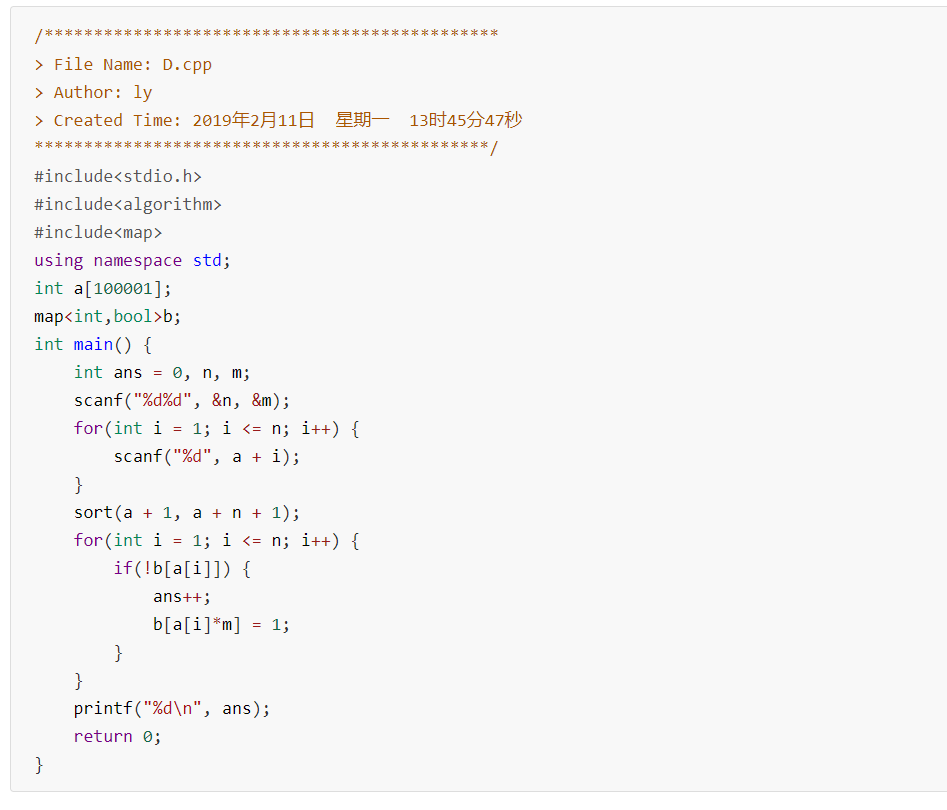 /**********************************************
> File Name: D.cpp
> Author: ly
> Created Time: 2019年2月11日  星期一  13时45分47秒
**********************************************/
#include<stdio.h>
#include<algorithm>
#include<map>
using namespace std;
int a[100001];
map<int,bool>b;
int main() {
    int ans = 0, n, m;
    scanf("%d%d", &n, &m);
    for(int i = 1; i <= n; i++) {
        scanf("%d", a + i);
    }
    sort(a + 1, a + n + 1);
    for(int i = 1; i <= n; i++) {
        if(!b[a[i]]) {
            ans++;
            b[a[i]*m] = 1;
        }
    }
    printf("%d\n", ans);
    return 0;
}